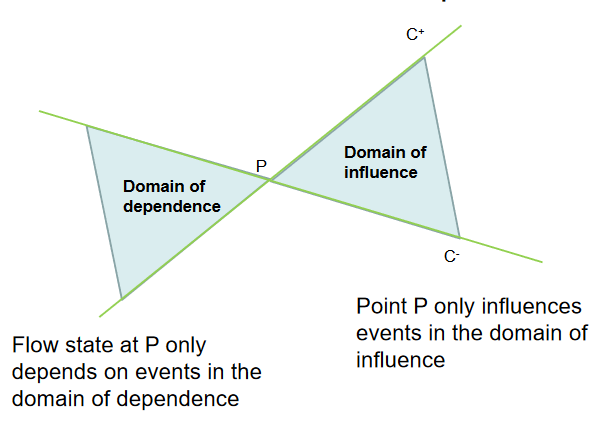 C+
P
Domain of
influence
Domain of
dependence
C-
Point P only influences
events in the domain of
influence
Flow state at P only
depends on events in the
domain of dependence